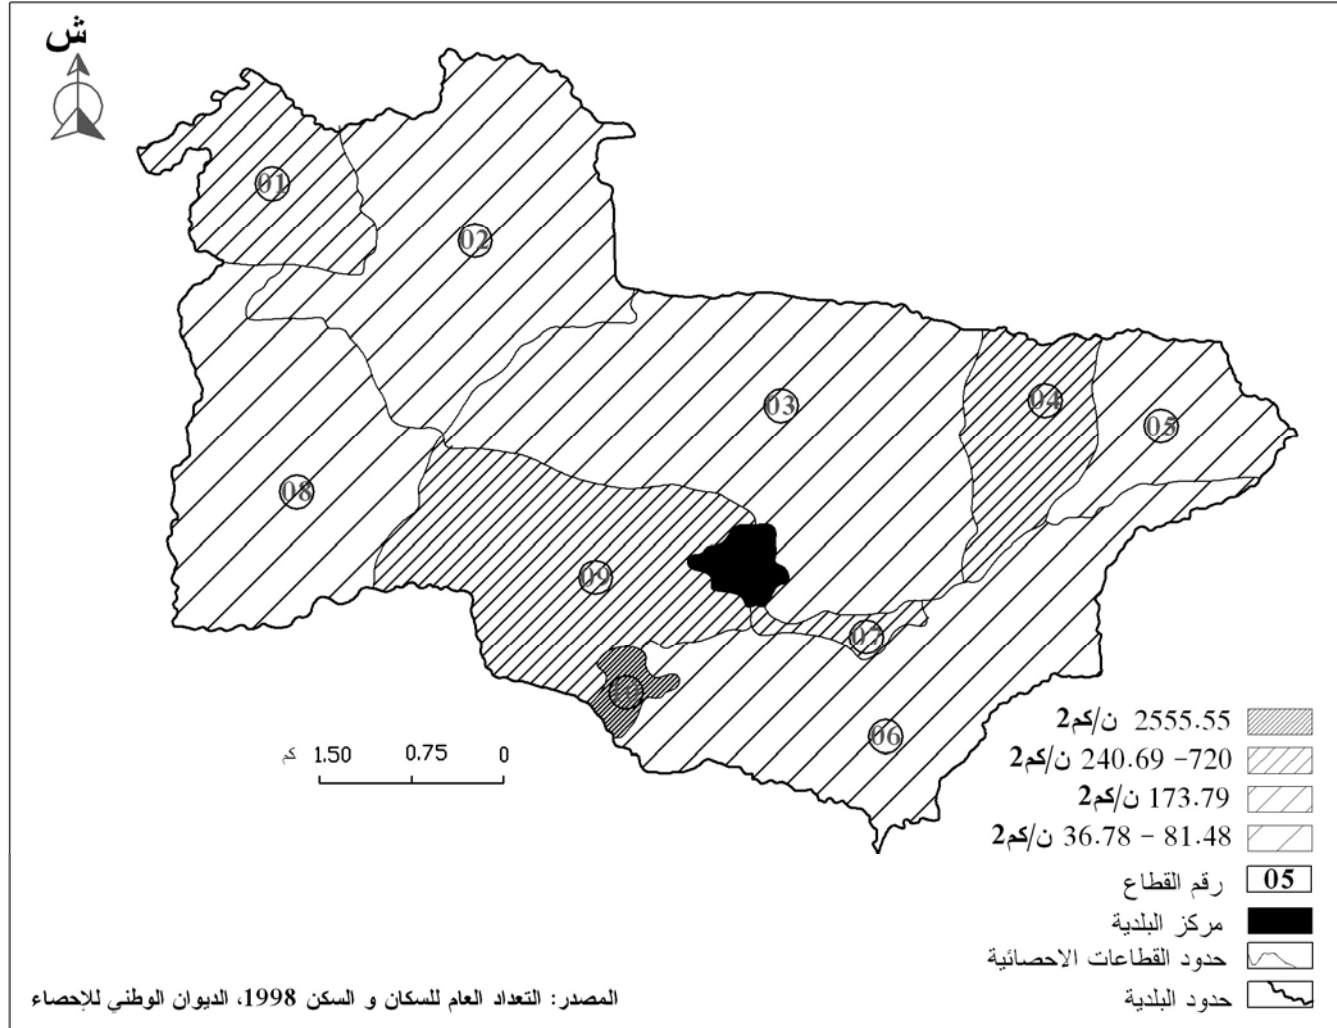 ش
01
02
03
04
05
08
09
07
10
06
كم 1.50 0.75 0
2555.55 ن/كم2
240.69 -720 ن/كم2
173.79 ن/كم2
36.78 - 81.48 ن/كم2
05 رقم القطاع
مركز البلدية
حدود القطاعات الاحصائية
حدود البلدية
المصدر: التعداد العام للسكان و السكن 1998، الديوان الوطني للإحصاء